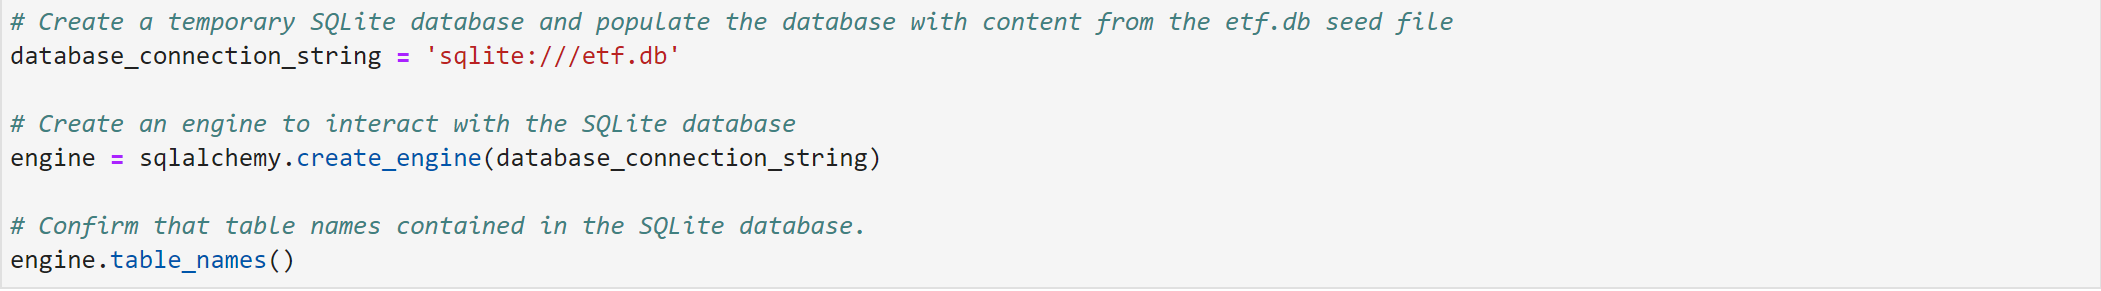 # Create a temporary SQLite database and populate the database with content from the etf.db seed file
database_connection_string = 'sqlite:///etf.db'
# Create an engine to interact with the SQLite database
engine = sqlalchemy.create_engine(database_connection_string)
# Confirm that table names contained in the SQLite database.
engine.table_names()